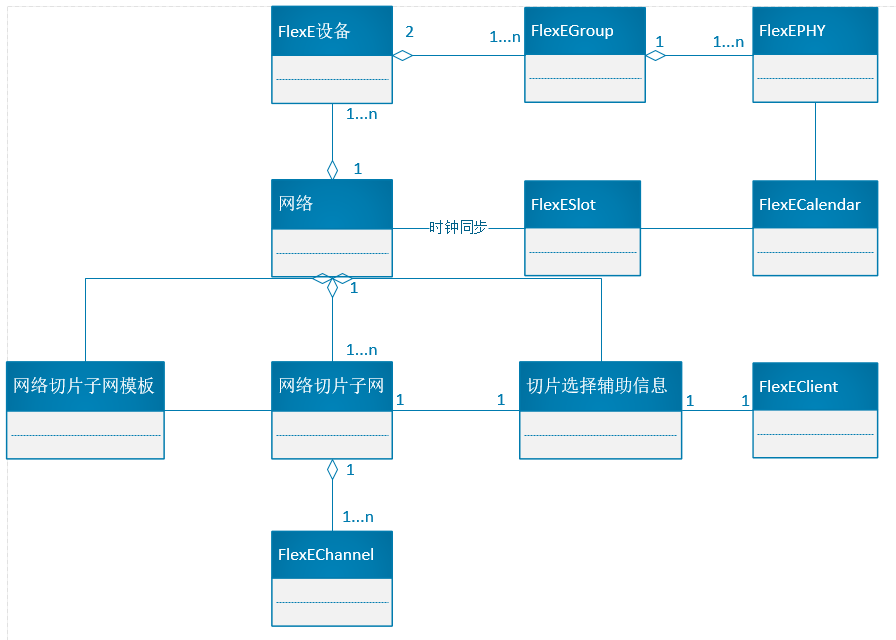 FlexE设备
2
1...n
FlexEGroup
1
1...n
FlexEPHY
1...n
1
网络
时钟同步
FlexESlot
FlexECalendar
1
1...n
网络切片子网模板
网络切片子网
1
1
切片选择辅助信息
1
1
FlexEClient
1
1...n
FlexEChannel